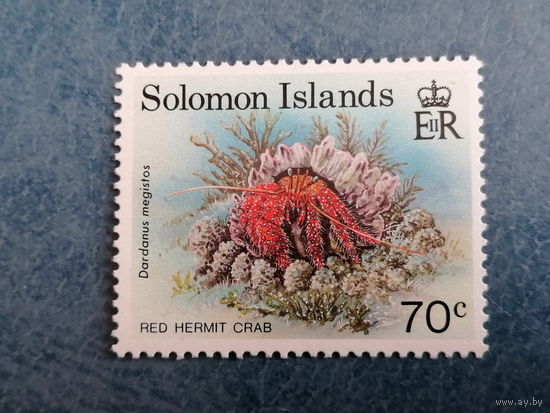 Solomon Islands
EIIR
Dardanus megistos
RED HERMIT CRAB
70c
www.ay.by